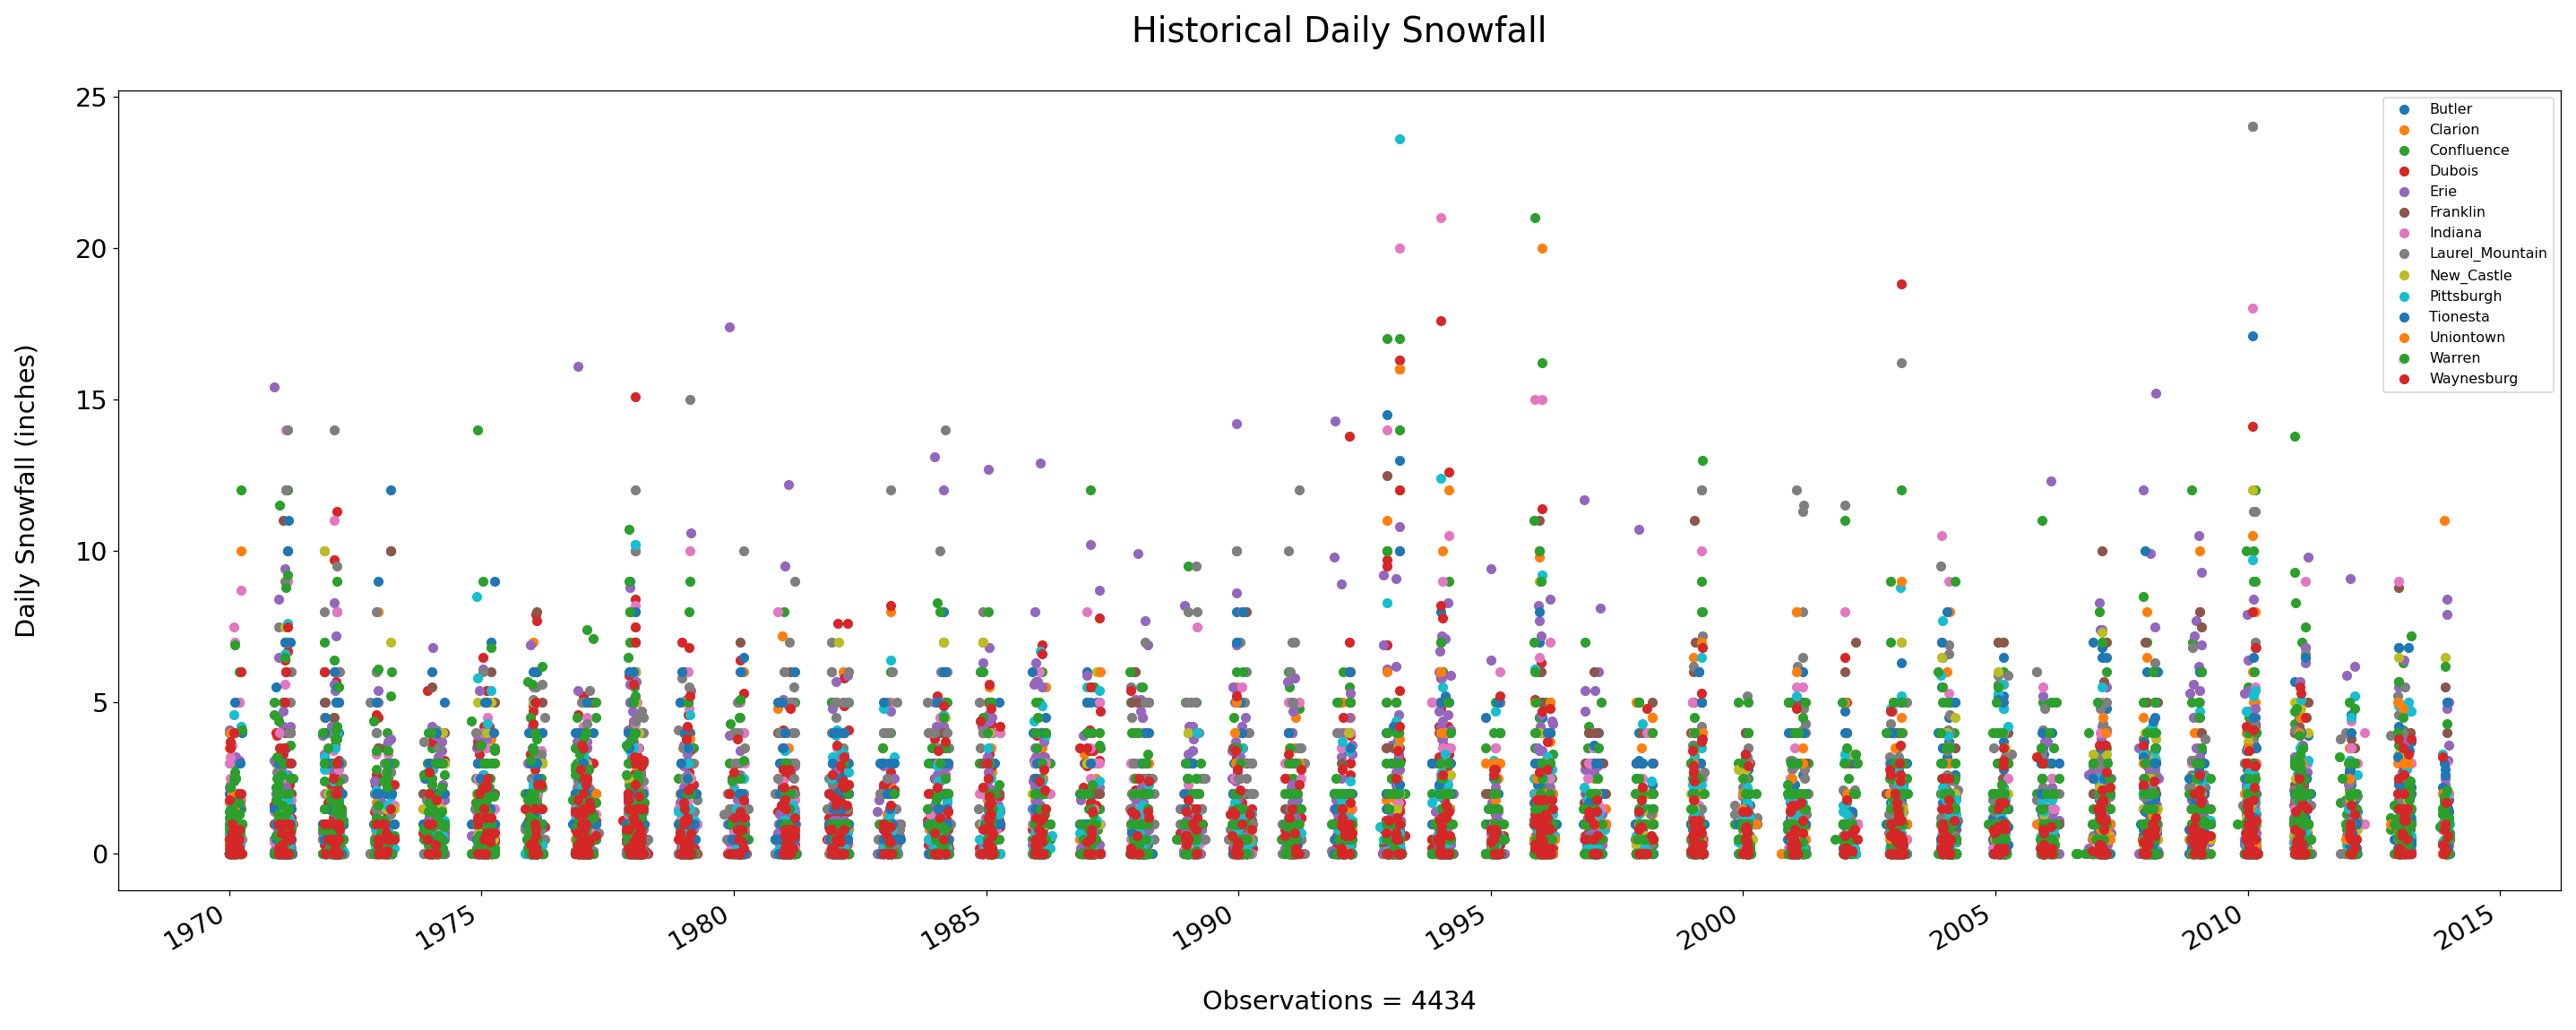 Historical Daily Snowfall
Daily Snowfall (inches)
25
20
15
10
5
0
1970
1975
1980
1985
1990
1995
2000
2005
2010
2015
Observations = 4434
Butler
Clarion
Confluence
Dubois
Erie
Franklin
Indiana
Laurel_Mountain
New_Castle
Pittsburgh
Tionesta
Uniontown
Warren
Waynesburg